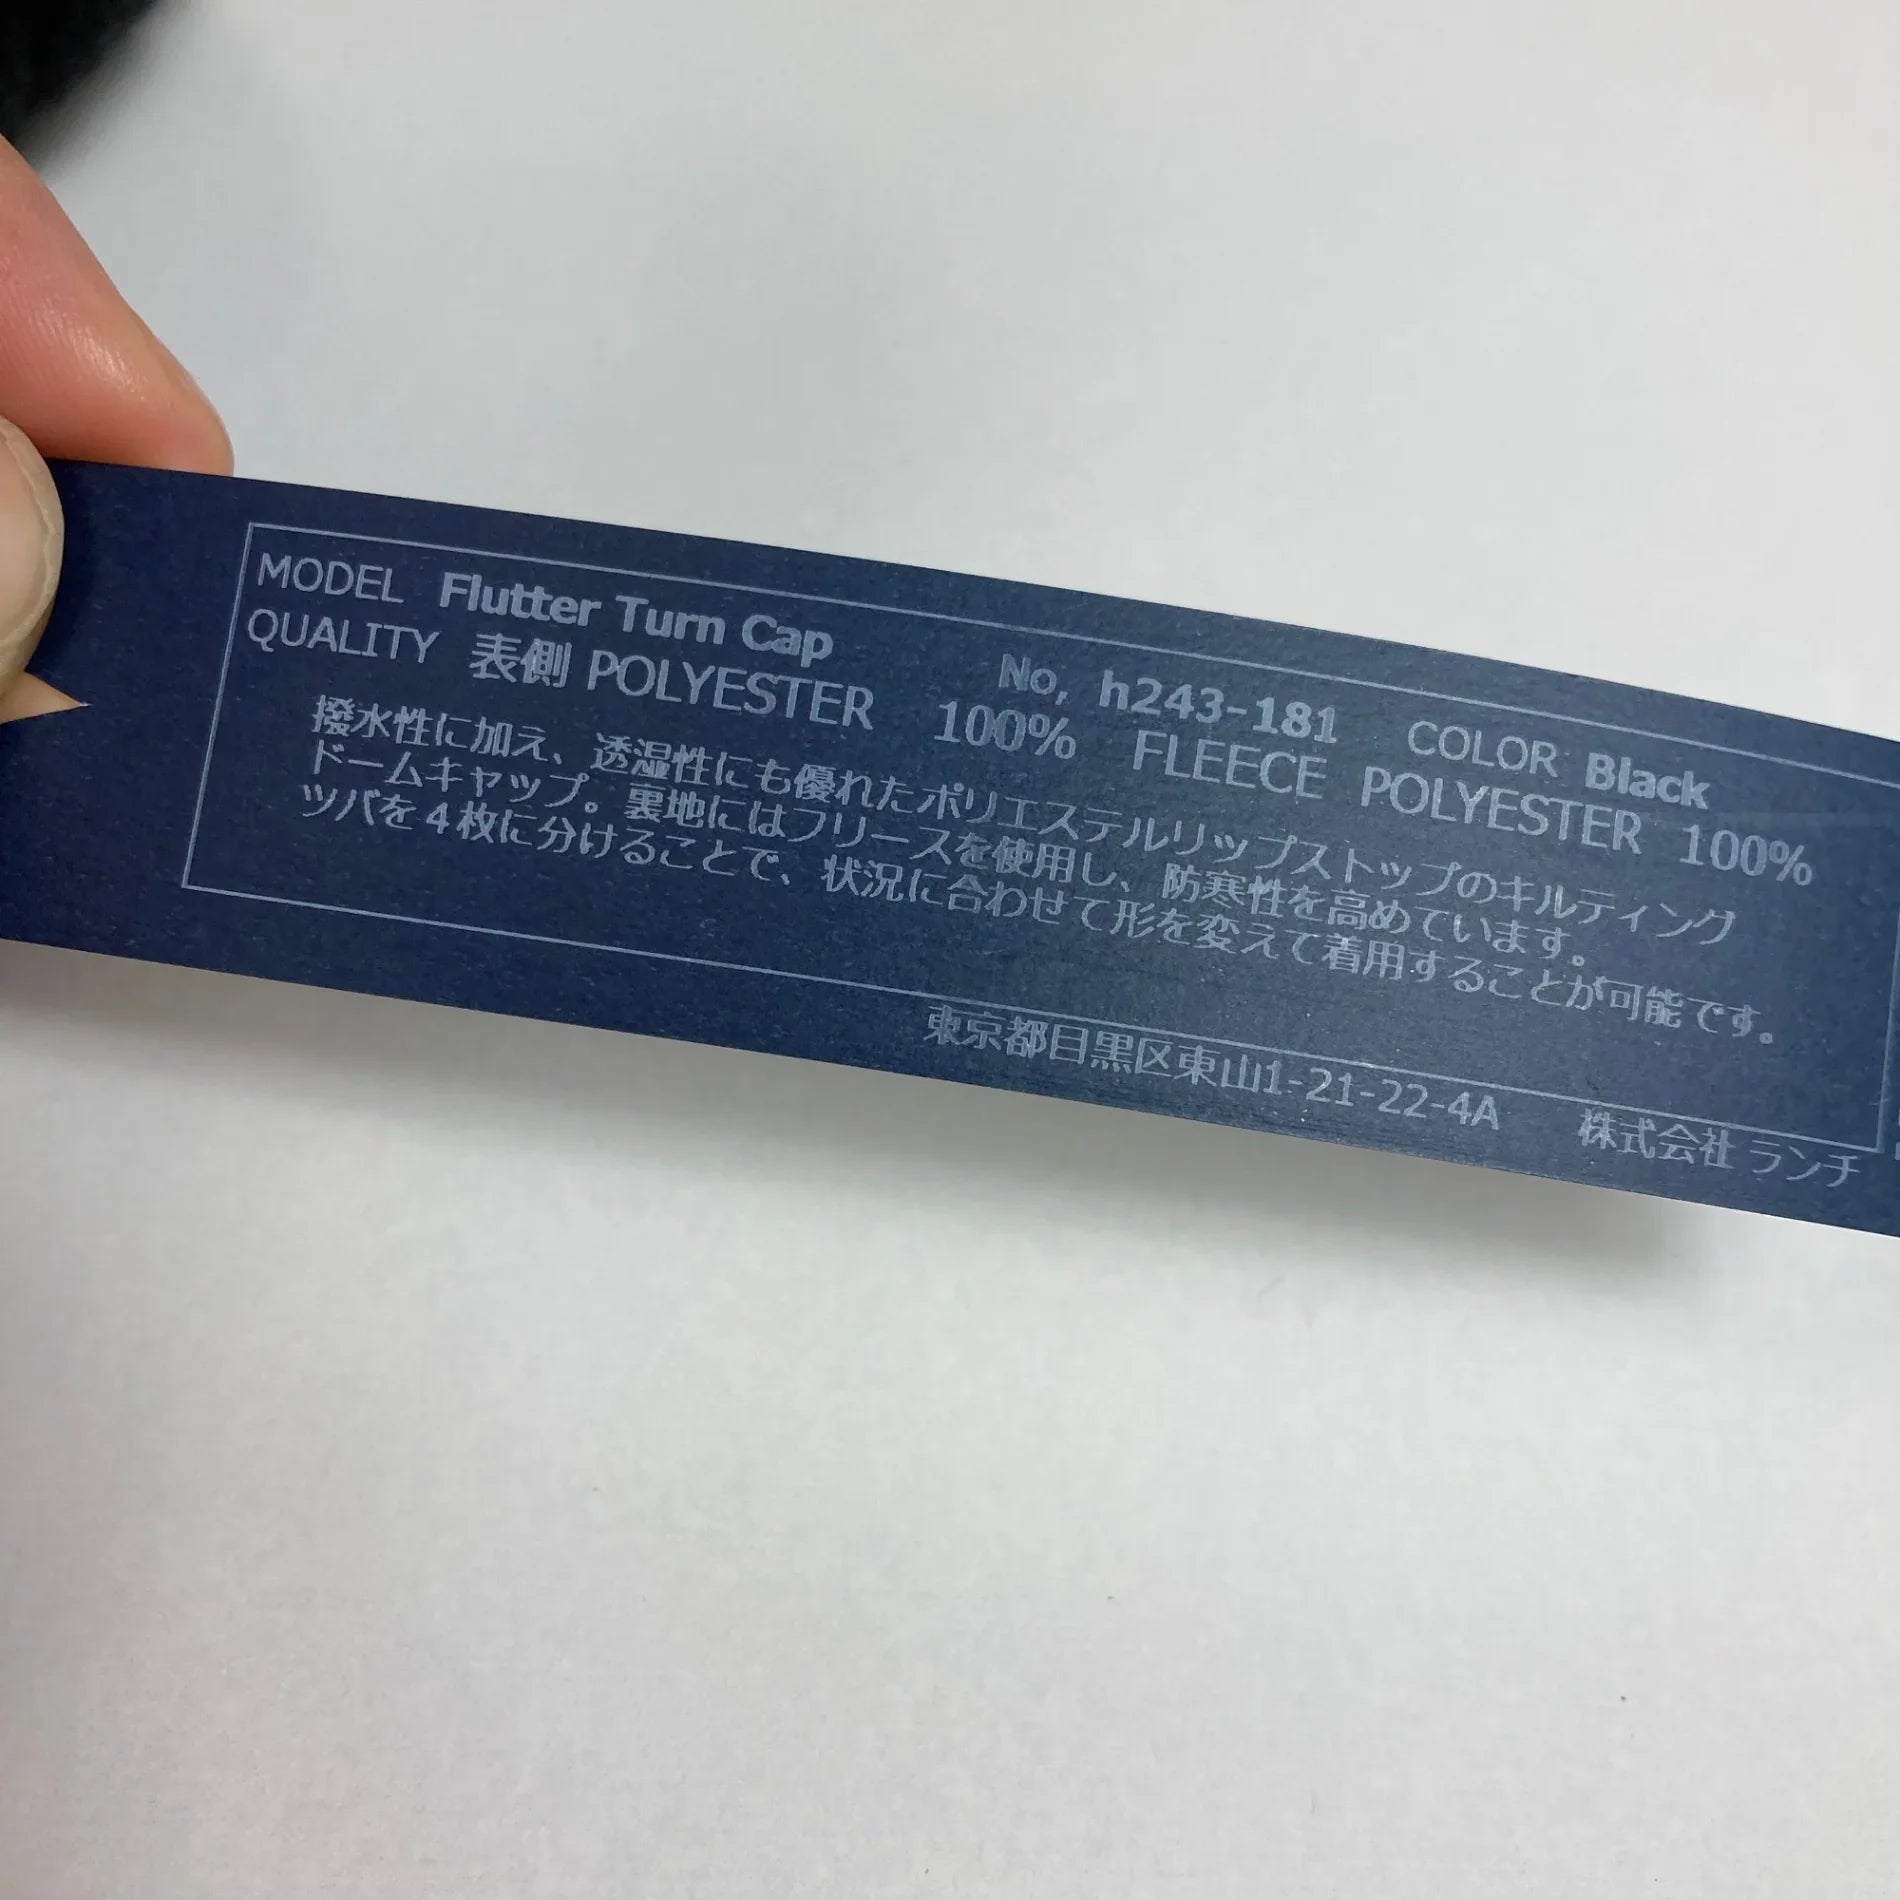 MODEL Flutter Turn Cap No, h243-181 COLOR Black
QUALITY 表側 POLYESTER 100% FLEECE POLYESTER 100%
撥水性に加え、透湿性にも優れたポリエステルリップストップのキルティング
ドームキャップ。裏地にはフリースを使用し、防寒性を高めています。
ツバを４枚に分けることで、状況に合わせて形を変えて着用することが可能です。
東京都目黒区東山1-21-22-4A 株式会社 ランチ